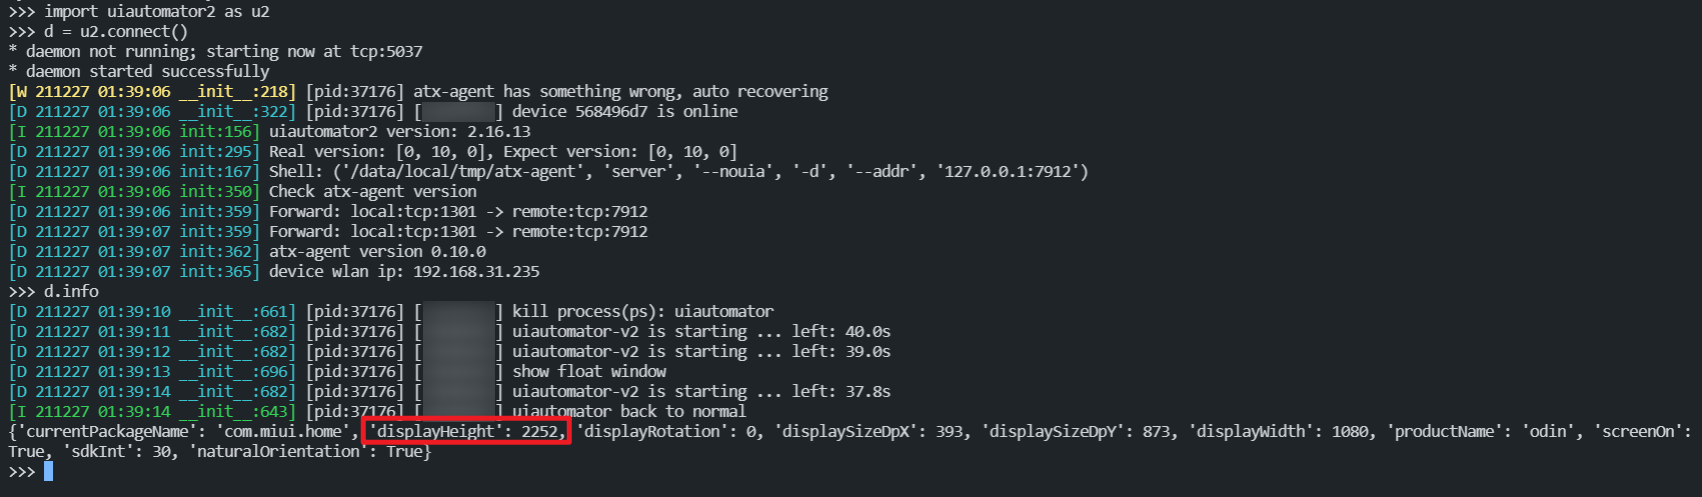 >>> import uiautomator2 as u2
>>> d = u2.connect()
* daemon not running; starting now at tcp:5037
* daemon started successfully
[W 211227 01:39:06 __init__:218] [pid:37176] atx-agent has something wrong, auto recovering
[D 211227 01:39:06 __init__:322] [pid:37176] [ ] device 568496d7 is online
[I 211227 01:39:06 init:156] uiautomator2 version: 2.16.13
[D 211227 01:39:06 init:295] Real version: [0, 10, 0], Expect version: [0, 10, 0]
[D 211227 01:39:06 init:167] Shell: ('/data/local/tmp/atx-agent', 'server', '--nouia', '-d', '--addr', '127.0.0.1:7912')
[I 211227 01:39:06 init:350] Check atx-agent version
[D 211227 01:39:06 init:359] Forward: local:tcp:1301 -> remote:tcp:7912
[D 211227 01:39:07 init:359] Forward: local:tcp:1301 -> remote:tcp:7912
[D 211227 01:39:07 init:362] atx-agent version 0.10.0
[D 211227 01:39:07 init:365] device wlan ip: 192.168.31.235
>>> d.info
[D 211227 01:39:10 __init__:661] [pid:37176] [ ] kill process(ps): uiautomator
[D 211227 01:39:11 __init__:682] [pid:37176] [ ] uiautomator-v2 is starting ... left: 40.0s
[D 211227 01:39:12 __init__:682] [pid:37176] [ ] uiautomator-v2 is starting ... left: 39.0s
[D 211227 01:39:13 __init__:696] [pid:37176] [ ] show float window
[D 211227 01:39:14 __init__:682] [pid:37176] [ ] uiautomator-v2 is starting ... left: 37.8s
[I 211227 01:39:14 __init__:643] [pid:37176] [ ] uiautomator back to normal
{'currentPackageName': 'com.miui.home', 'displayHeight': 2252, 'displayRotation': 0, 'displaySizeDpX': 393, 'displaySizeDpY': 873, 'displayWidth': 1080, 'productName': 'odin', 'screenOn':
True, 'sdkInt': 30, 'naturalOrientation': True}
>>>